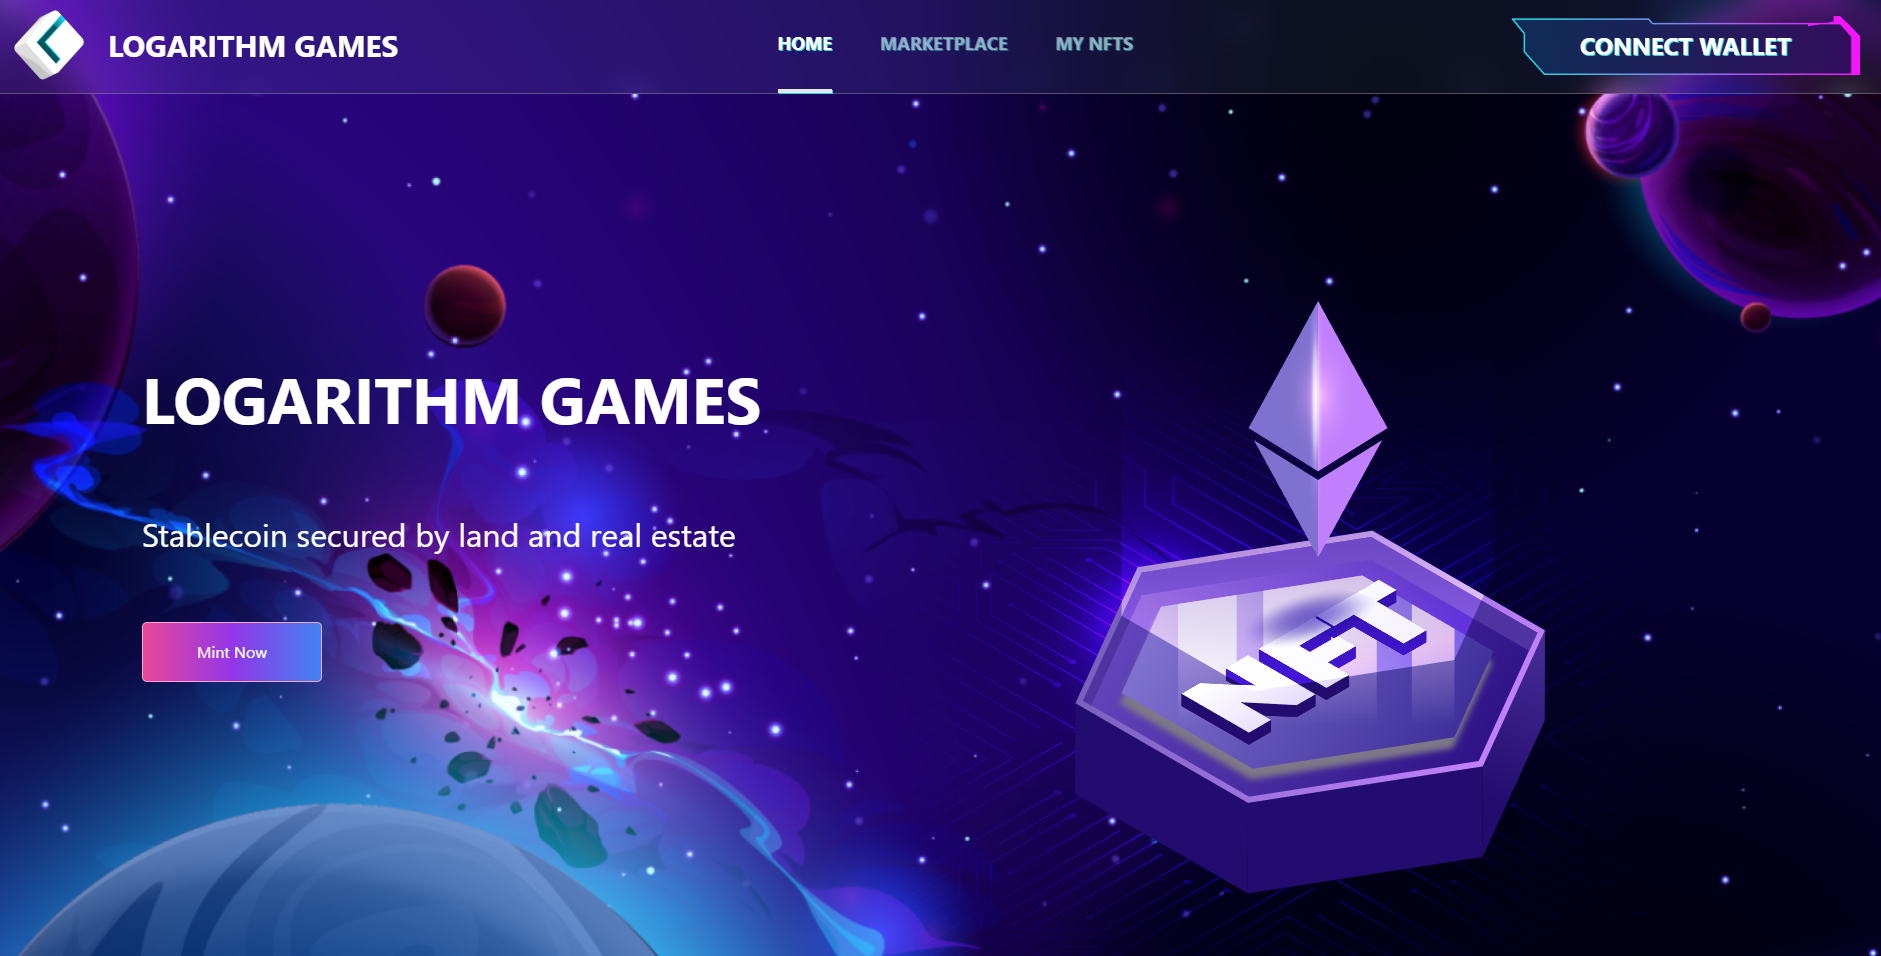 LOGARITHM GAMES
HOME
MARKETPLACE
MY NFTS
CONNECT WALLET
LOGARITHM GAMES
Stablecoin secured by land and real estate
Mint Now
NFT